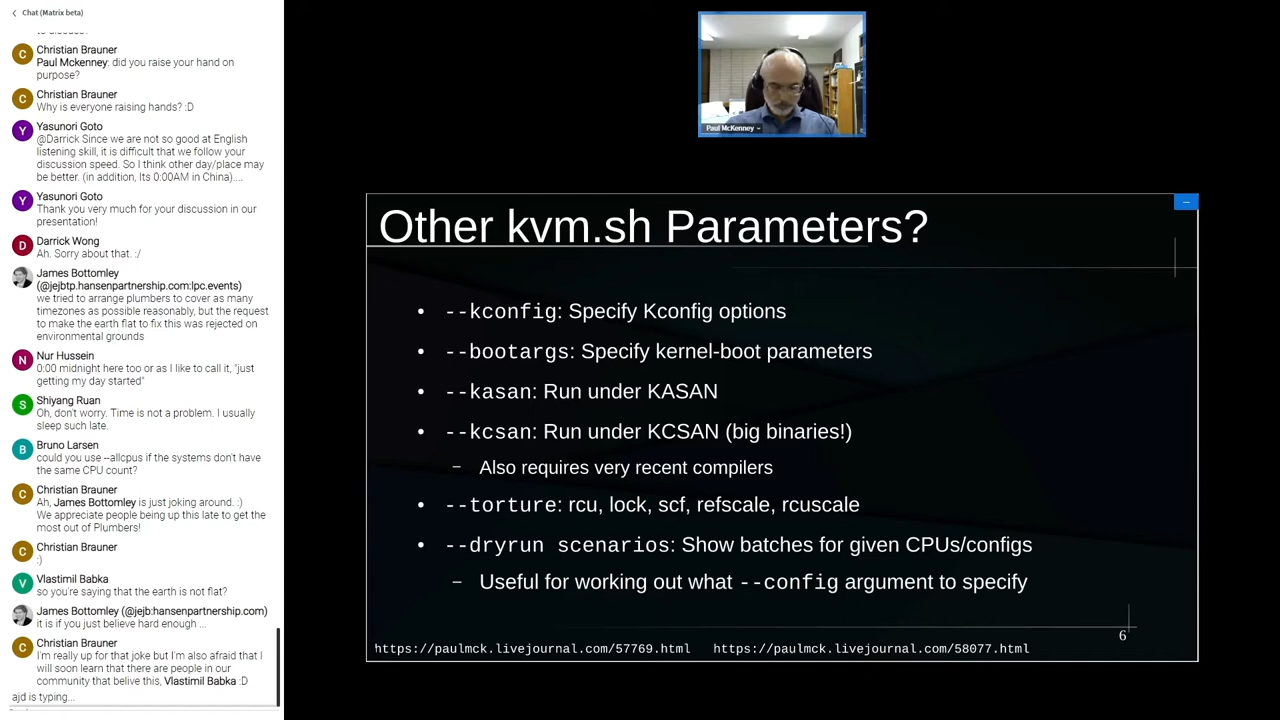 Chat (Matrix beta)
Christian Brauner
Paul Mckenney: did you raise your hand on
purpose?
Christian Brauner
Why is everyone raising hands? :D
Yasunori Goto
@Darrick Since we are not so good at English
listening skill, it is difficult that we follow your
discussion speed. So I think other day/place may
be better. (in addition, Its 0:00AM in China)....
Yasunori Goto
Thank you very much for your discussion in our
presentation!
Darrick Wong
Ah. Sorry about that. :/
James Bottomley
(@jejbtp.hansenpartnership.com:lpc.events)
we tried to arrange plumbers to cover as many
timezones as possible reasonably, but the request
to make the earth flat to fix this was rejected on
environmental grounds
Nur Hussein
0:00 midnight here too or as I like to call it, "just
getting my day started"
Shiyang Ruan
Oh, don't worry. Time is not a problem. I usually
sleep such late.
Bruno Larsen
could you use --allcpus if the systems don't have
the same CPU count?
Christian Brauner
Ah, James Bottomley is just joking around. :)
We appreciate people being up this late to get the
most out of Plumbers!
Christian Brauner
:)
Vlastimil Babka
so you're saying that the earth is not flat?
James Bottomley (@jejb:hansenpartnership.com)
it is if you just believe hard enough ...
Christian Brauner
I'm really up for that joke but I'm also afraid that I
will soon learn that there are people in our
community that belive this, Vlastimil Babka :D
ajd is typing...
Paul McKenney
Other kvm.sh Parameters?
• --kconfig: Specify Kconfig options
• --bootargs: Specify kernel-boot parameters
• --kasan: Run under KASAN
• --kcsan: Run under KCSAN (big binaries!)
– Also requires very recent compilers
• --torture: rcu, lock, scf, refscale, rcuscale
• --dryrun scenarios: Show batches for given CPUs/configs
– Useful for working out what --config argument to specify
6
https://paulmck.livejournal.com/57769.html https://paulmck.livejournal.com/58077.html